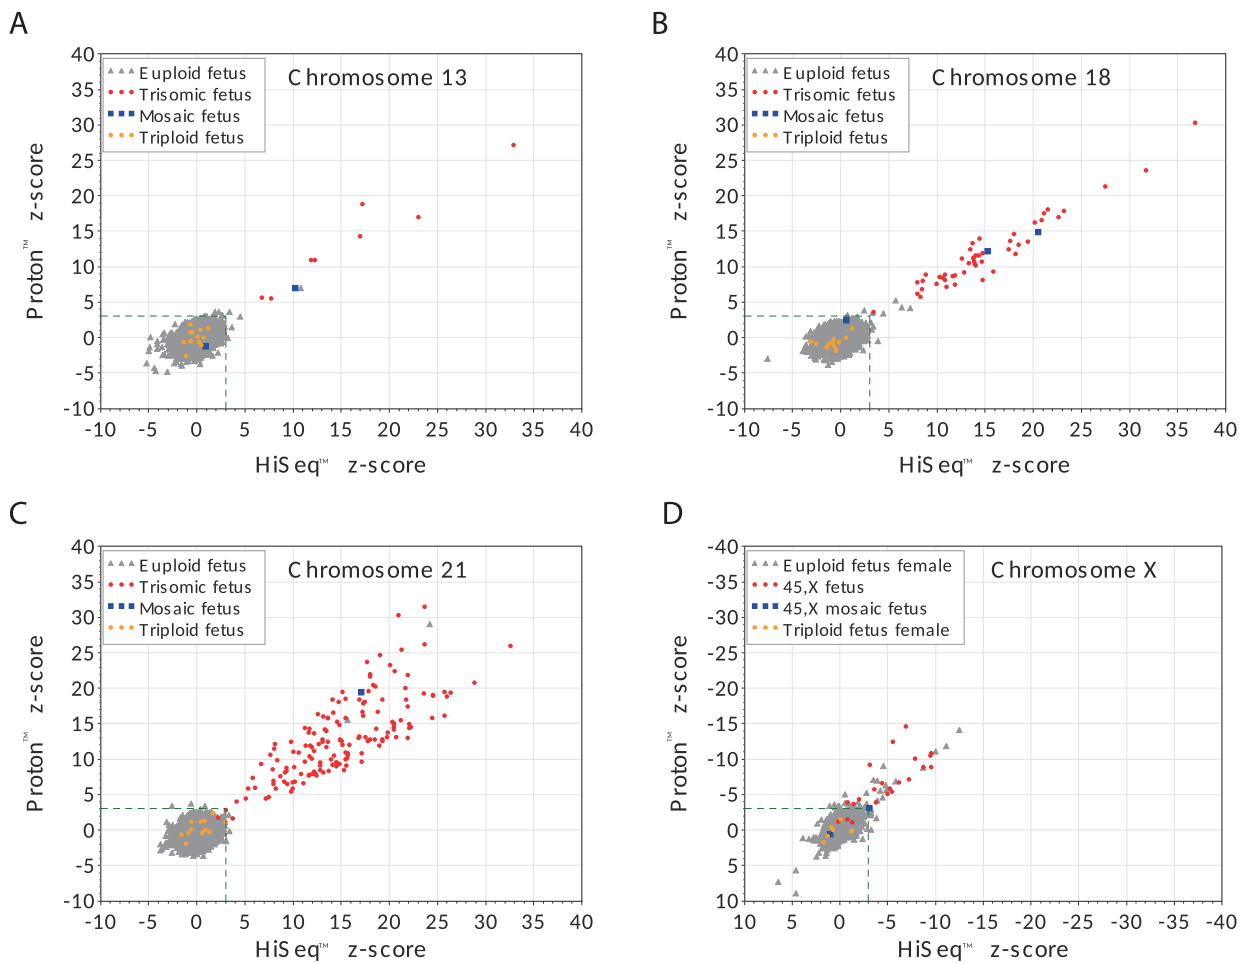 A
Chromosome 13
Euploid fetus
Trisomic fetus
Mosaic fetus
Triploid fetus
40
35
30
25
20
15
10
5
0
-5
-10
-10 -5 0 5 10 15 20 25 30 35 40
Proton™ z-score
HiSeq™ z-score
B
Chromosome 18
Euploid fetus
Trisomic fetus
Mosaic fetus
Triploid fetus
40
35
30
25
20
15
10
5
0
-5
-10
-10 -5 0 5 10 15 20 25 30 35 40
Proton™ z-score
HiSeq™ z-score
C
Chromosome 21
Euploid fetus
Trisomic fetus
Mosaic fetus
Triploid fetus
40
35
30
25
20
15
10
5
0
-5
-10
-10 -5 0 5 10 15 20 25 30 35 40
Proton™ z-score
HiSeq™ z-score
D
Chromosome X
Euploid fetus female
45,X fetus
45,X mosaic fetus
Triploid fetus female
-40
-35
-30
-25
-20
-15
-10
-5
0
5
10
10 5 0 -5 -10 -15 -20 -25 -30 -35 -40
Proton™ z-score
HiSeq™ z-score